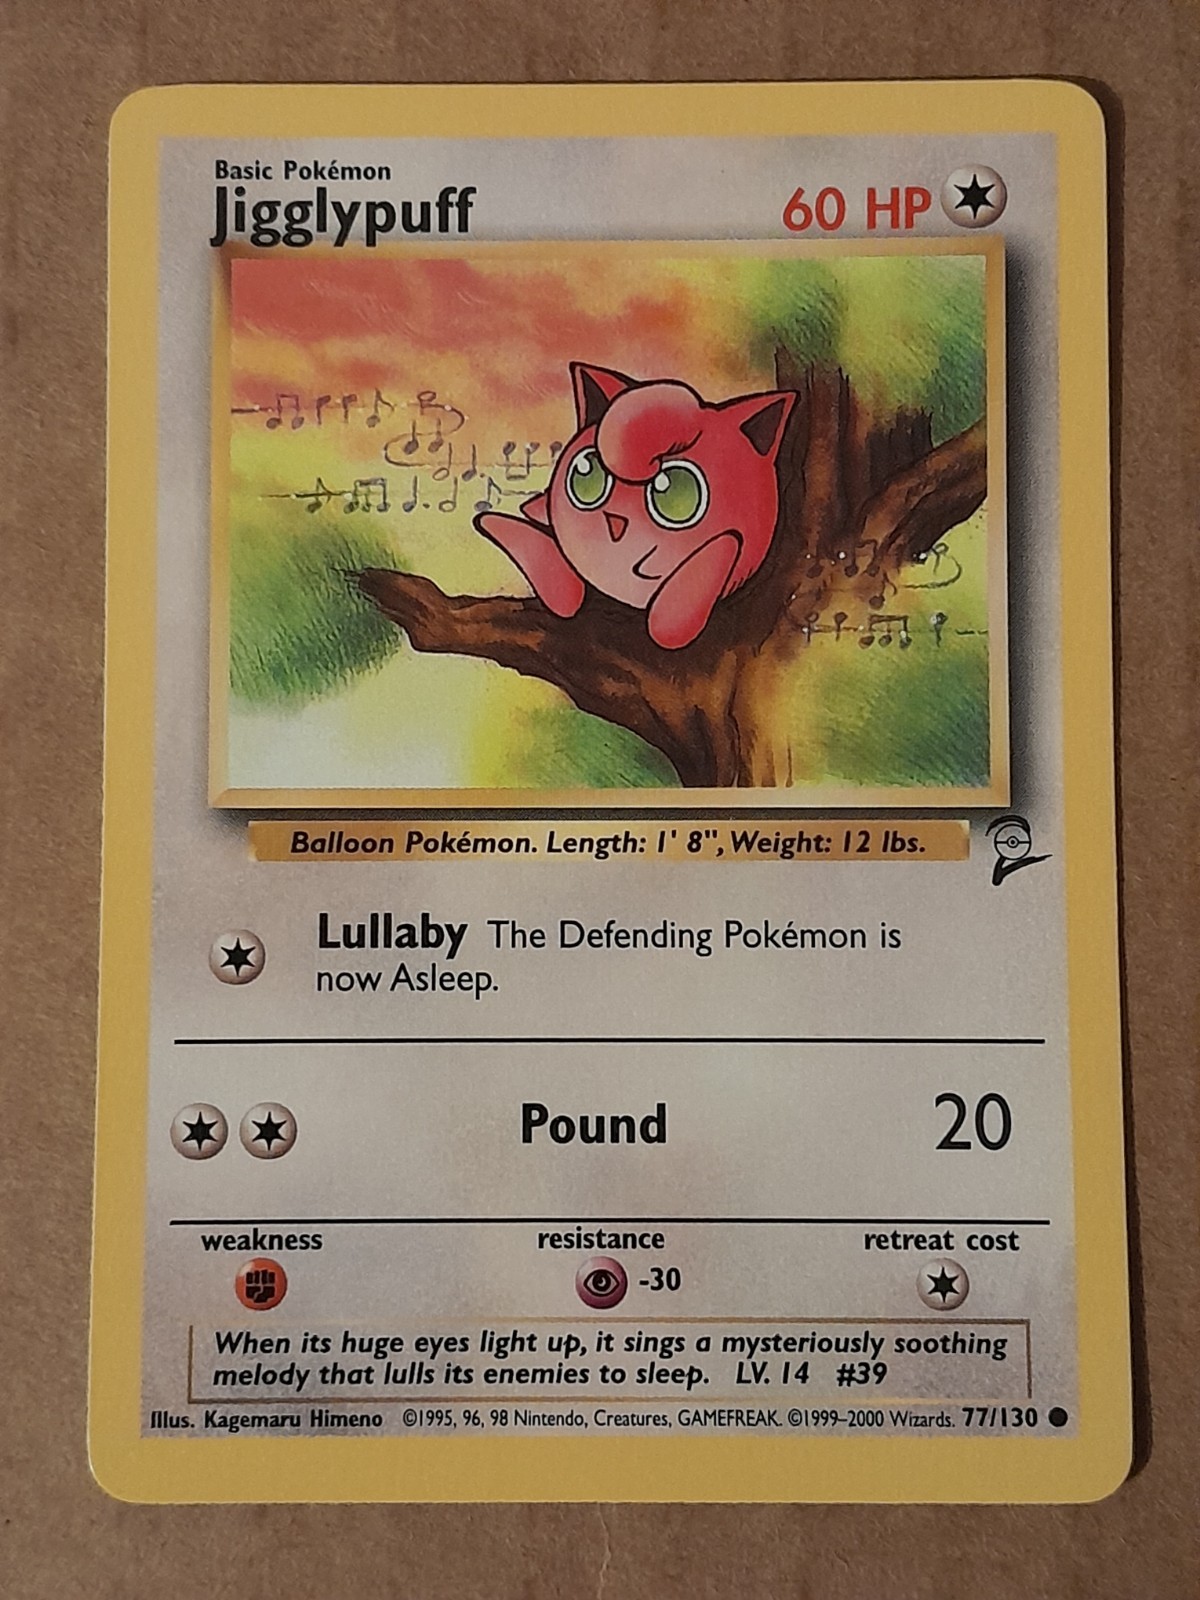 Basic Pokémon
Jigglypuff 60 HP
Balloon Pokémon. Length: 1' 8", Weight: 12 lbs.
Lullaby The Defending Pokémon is
now Asleep.
Pound 20
weakness resistance retreat cost
-30
When its huge eyes light up, it sings a mysteriously soothing
melody that lulls its enemies to sleep. LV. 14 #39
Illus. Kagemaru Himeno ©1995, 96, 98 Nintendo, Creatures, GAMEFREAK. ©1999–2000 Wizards. 77/130 ●